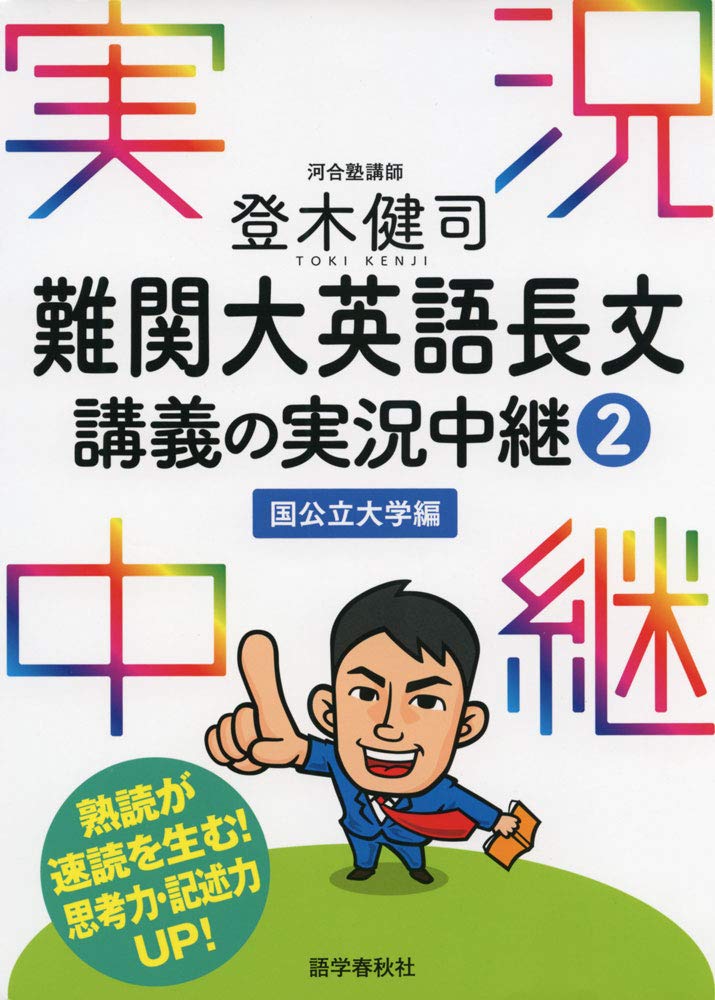 実況
河合塾講師
登木健司
TOKI KENJI
難関大英語長文
講義の実況中継2
国公立大学編
中継
熟読が
速読を生む!
思考力・記述力
UP!
語学春秋社